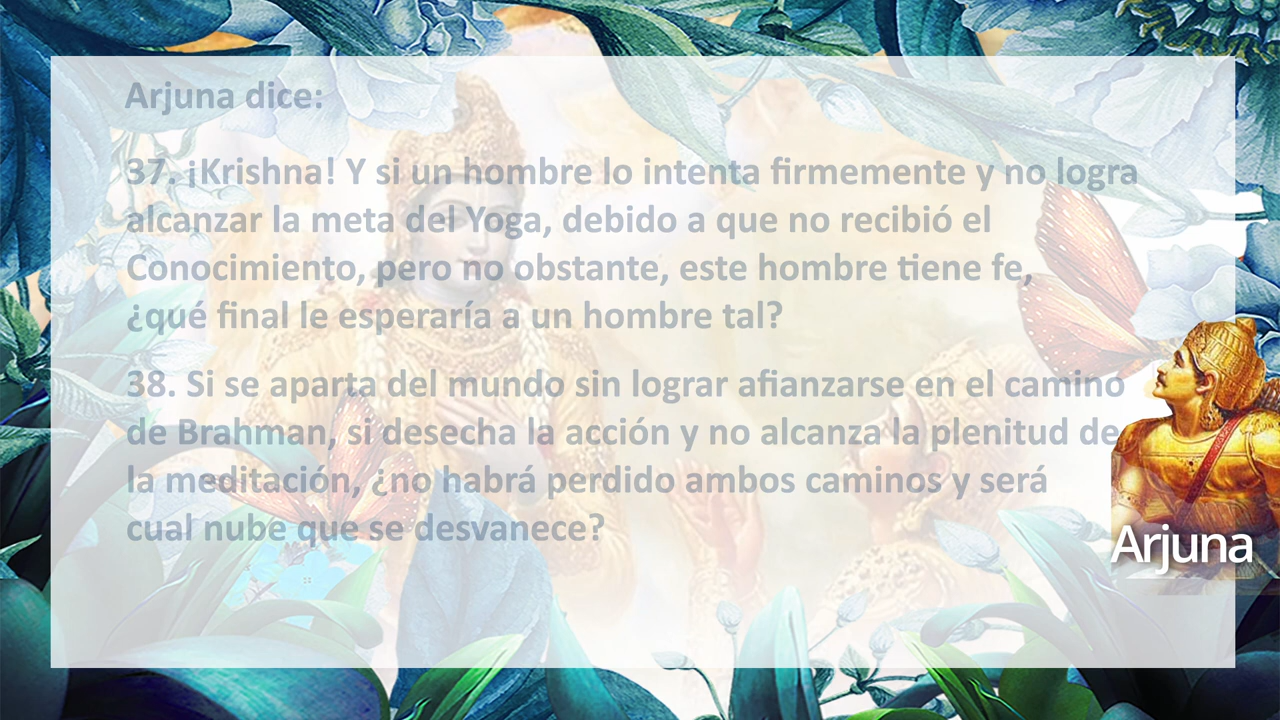 Arjuna dice:
37. ¡Krishna! Y si un hombre lo intenta firmemente y no logra
alcanzar la meta del Yoga, debido a que no recibió el
Conocimiento, pero no obstante, este hombre tiene fe,
¿qué final le esperaría a un hombre tal?
38. Si se aparta del mundo sin lograr afianzarse en el camino
de Brahman, si desecha la acción y no alcanza la plenitud de
la meditación, ¿no habrá perdido ambos caminos y será
cual nube que se desvanece?
Arjuna